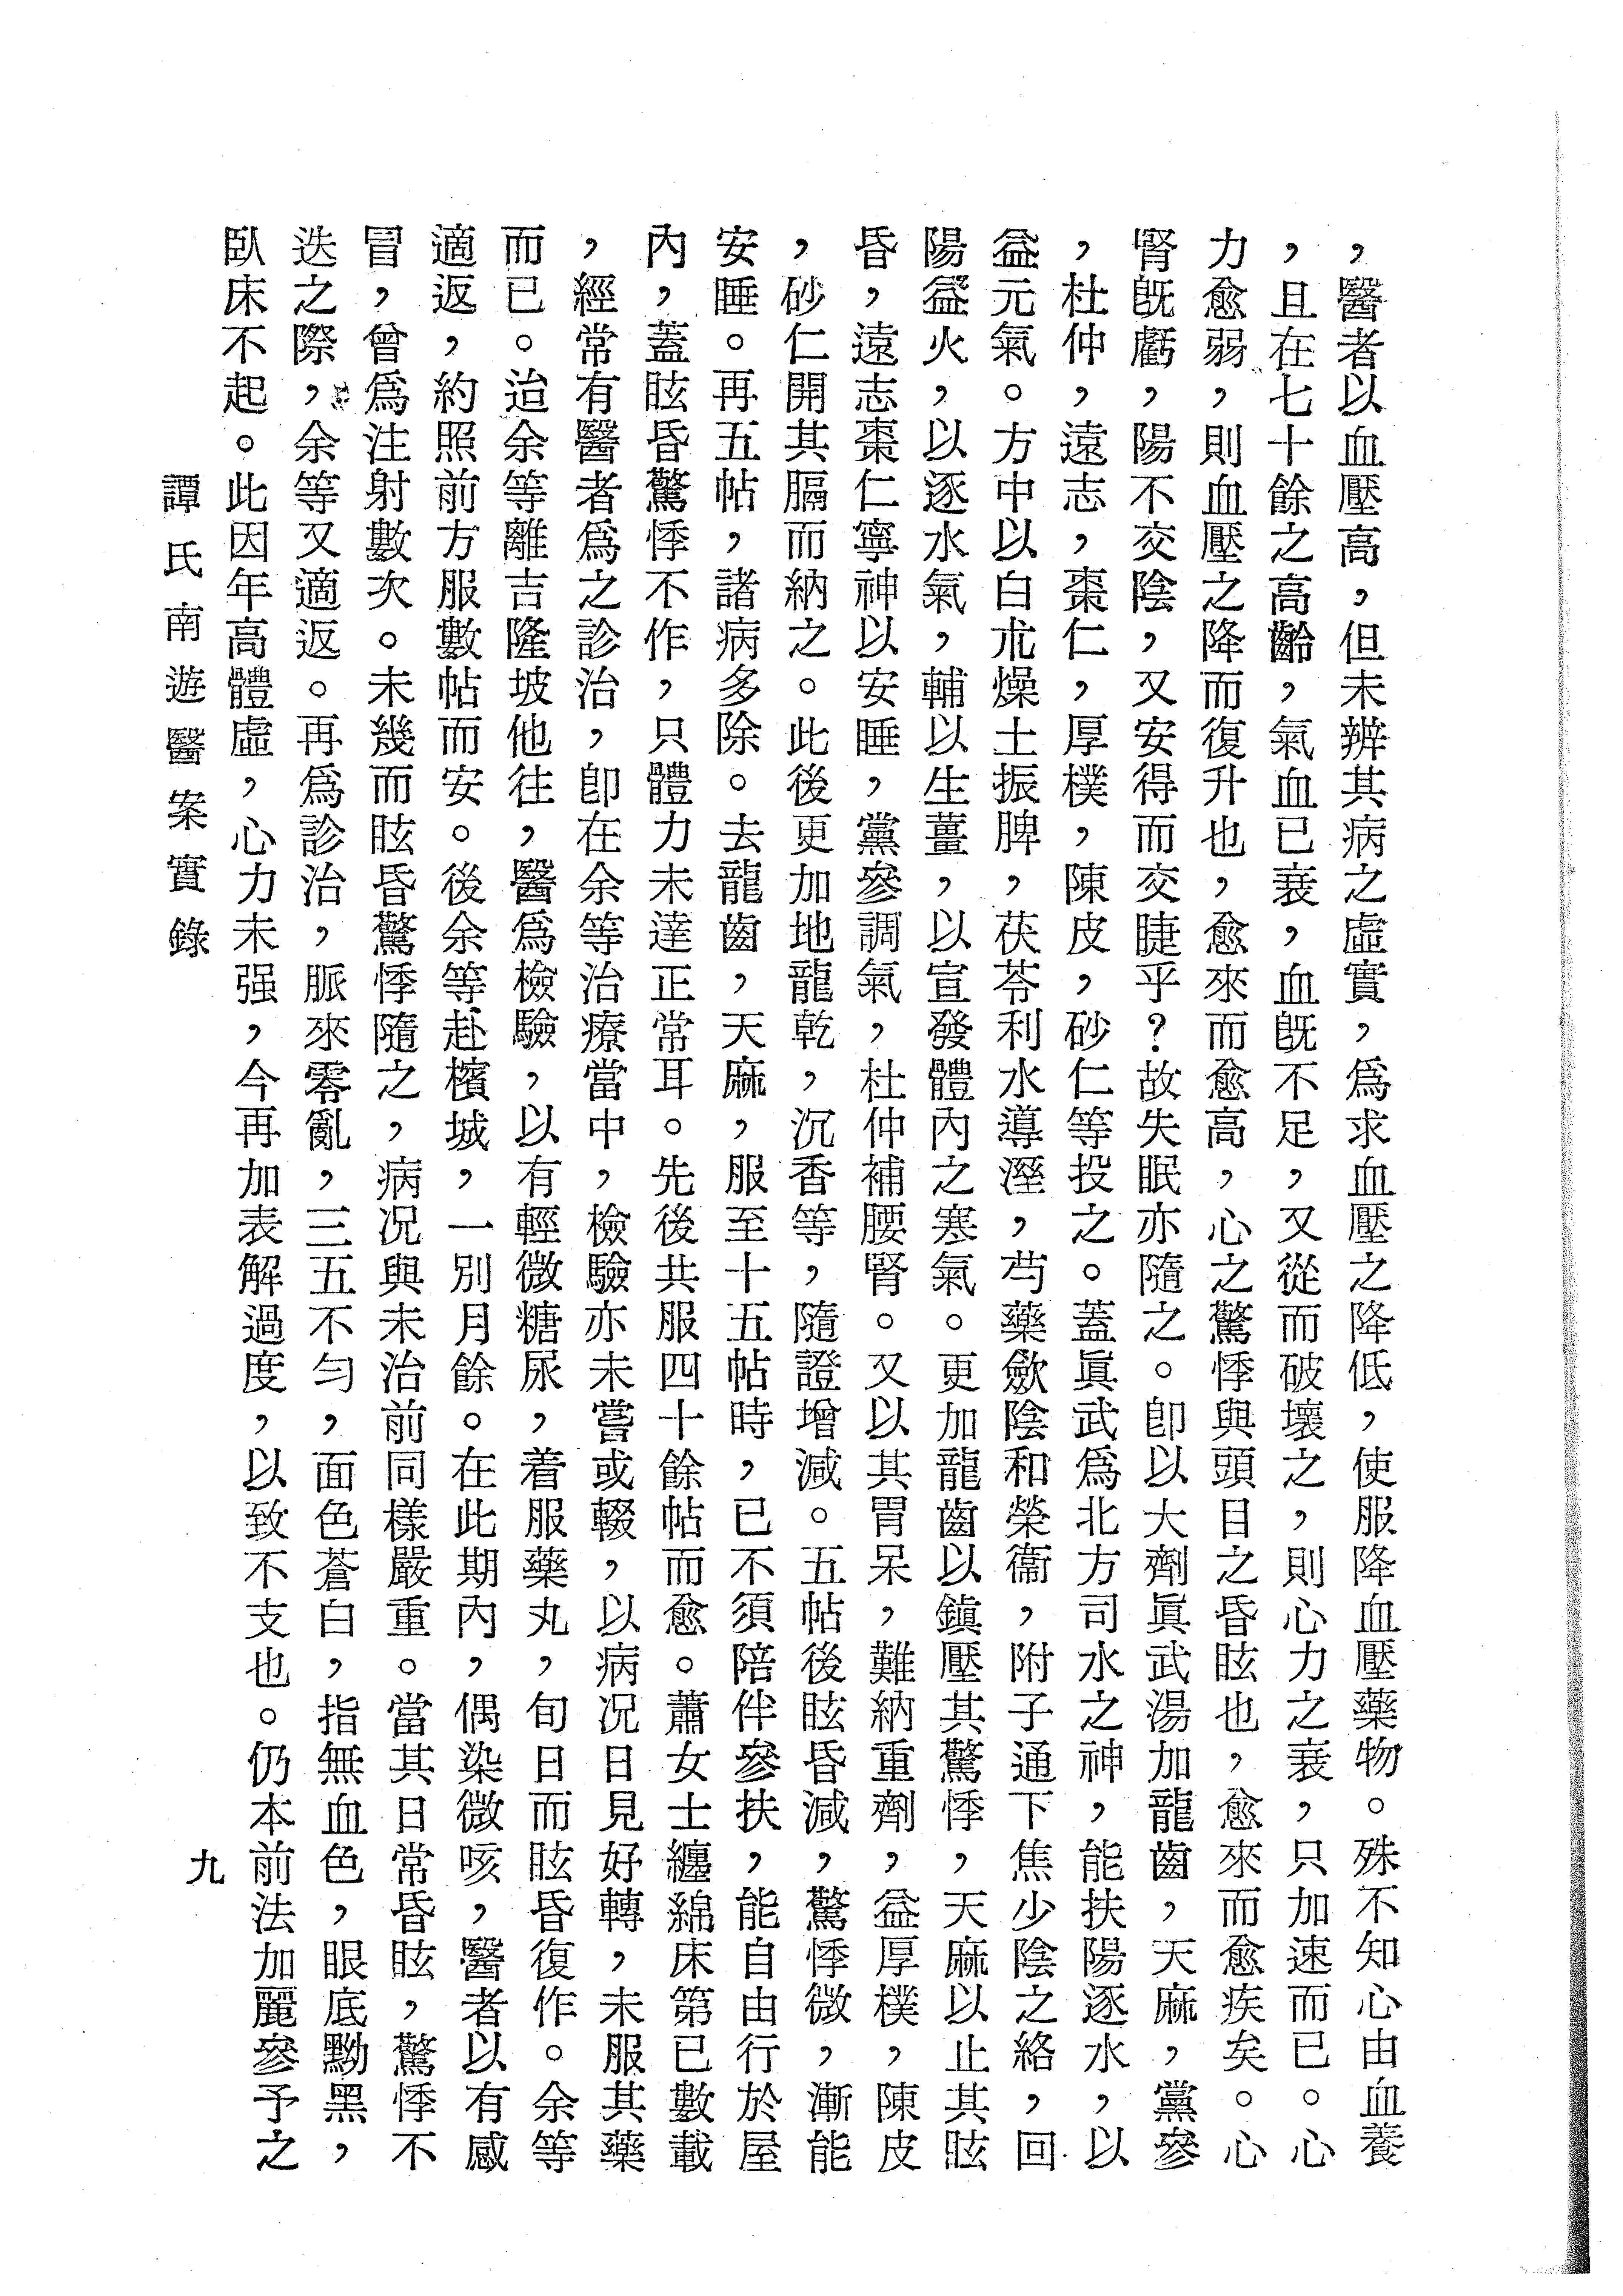 ，醫者以血壓高，但未辨其病之虛實，爲求血壓之降低，使服降血壓藥物。殊不知心由血養
，且在七十餘之高齡，氣血已衰，血旣不足，又從而破壞之，則心力之衰，只加速而已。心
力愈弱，則血壓之降而復升也，愈來而愈高，心之驚悸與頭目之昏眩也，愈來而愈疾矣。心
腎旣虧，陽不交陰，又安得而交睫乎？故失眠亦隨之。卽以大劑眞武湯加龍齒，天麻，黨參
，杜仲，遠志，棗仁，厚樸，陳皮，砂仁等投之。蓋眞武爲北方司水之神，能扶陽逐水，以
益元氣。方中以白朮燥土振脾，茯苓利水導溼，芍藥歛陰和榮衞，附子通下焦少陰之絡，回
陽益火，以逐水氣，輔以生薑，以宣發體內之寒氣。更加龍齒以鎮壓其驚悸，天麻以止其眩
昏，遠志棗仁寧神以安睡，黨參調氣，杜仲補腰腎。又以其胃呆，難納重劑，益厚樸，陳皮
，砂仁開其膈而納之。此後更加地龍乾，沉香等，隨證增減。五帖後眩昏減，驚悸微，漸能
安睡。再五帖，諸病多除。去龍齒，天麻，服至十五帖時，已不須陪伴參扶，能自由行於屋
內，蓋眩昏驚悸不作，只體力未達正常耳。先後共服四十餘帖而愈。蕭女士纏綿床第已數載
，經常有醫者爲之診治，卽在余等治療當中，檢驗亦未嘗或輟，以病况日見好轉，未服其藥
而已。迨余等離吉隆坡他往，醫爲檢驗，以有輕微糖尿，着服藥丸，旬日而眩昏復作。余等
適返，約照前方服數帖而安。後余等赴檳城，一別月餘。在此期內，偶染微咳，醫者以有感
冒，曾爲注射數次。未幾而眩昏驚悸隨之，病况與未治前同樣嚴重。當其日常昏眩，驚悸不
迭之際，余等又適返。再爲診治，脈來零亂，三五不匀，面色蒼白，指無血色，眼底黝黑，
臥床不起。此因年高體虛，心力未强，今再加表解過度，以致不支也。仍本前法加麗參予之
譚氏南遊醫案實錄
九